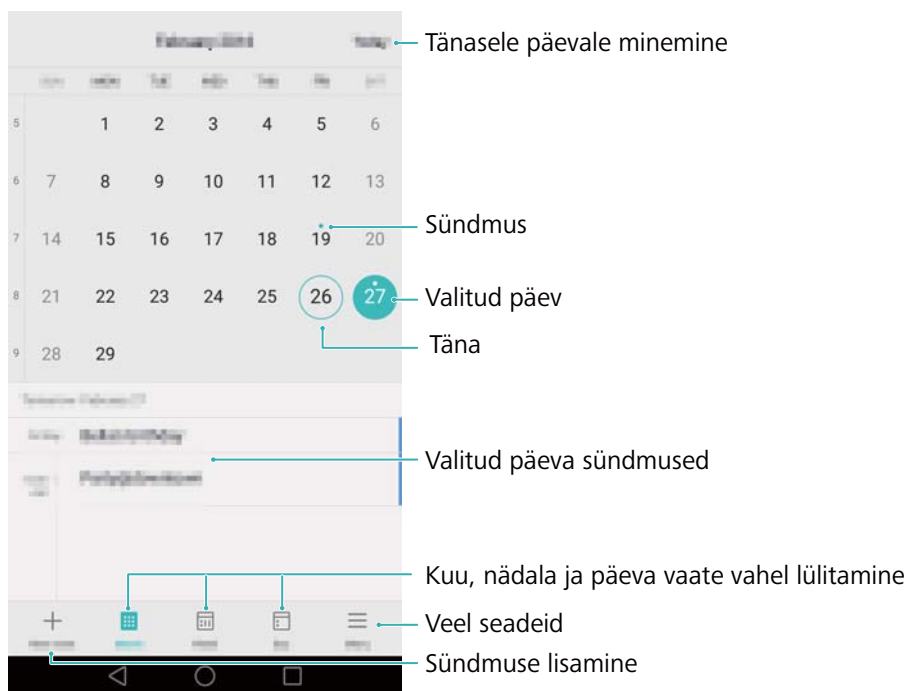 Tänasele päevale minemine
5 1 2 3 4 5 6
6 7 8 9 10 11 12 13
Sündmus
7 14 15 16 17 18 19 20
8 21 22 23 24 25 26 27
Valitud päev
Täna
9 28 29
Valitud päeva sündmused
Kuu, nädala ja päeva vaate vahel lülitamine
Veel seadeid
Sündmuse lisamine